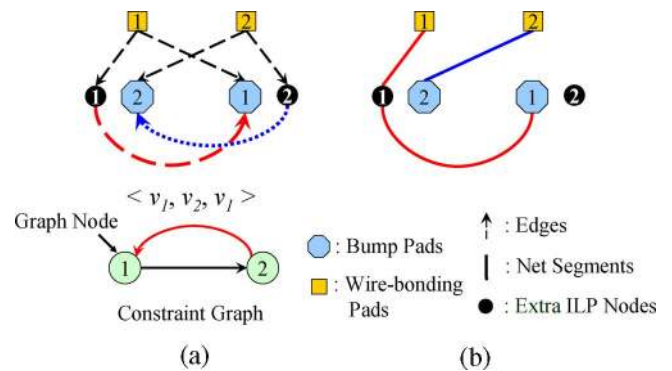 1 2 1 2
1 2 1 2 1 2 1 2
< v1, v2, v1 >
Graph Node
1 2
Constraint Graph
: Bump Pads
: Wire-bonding
Pads
: Edges
: Net Segments
: Extra ILP Nodes
(a) (b)